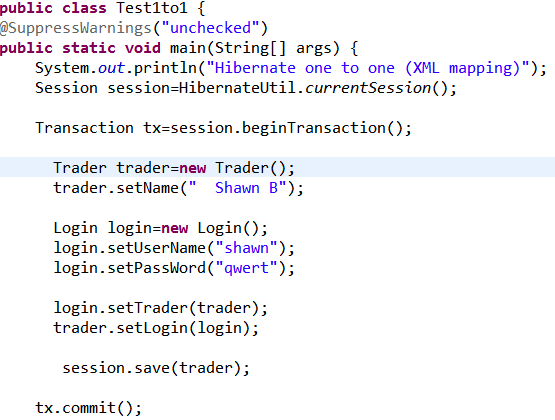 public class Test1to1 {
@SuppressWarnings("unchecked")
public static void main(String[] args) {
System.out.println("Hibernate one to one (XML mapping)");
Session session=HibernateUtil.currentSession();
Transaction tx=session.beginTransaction();
Trader trader=new Trader();
trader.setName("  Shawn B");
Login login=new Login();
login.setUserName("shawn");
login.setPassWord("qwert");
login.setTrader(trader);
trader.setLogin(login);
session.save(trader);
tx.commit();